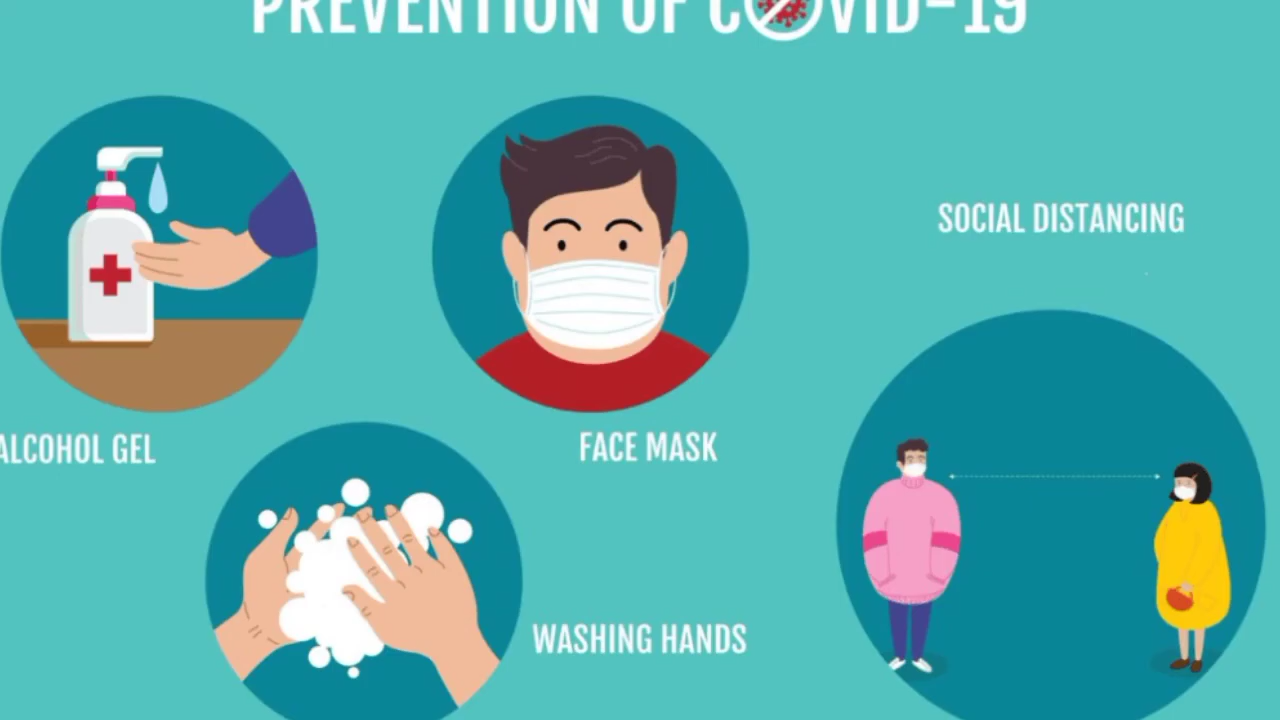 PREVENTION OF COVID-19
SOCIAL DISTANCING
ALCOHOL GEL
FACE MASK
WASHING HANDS